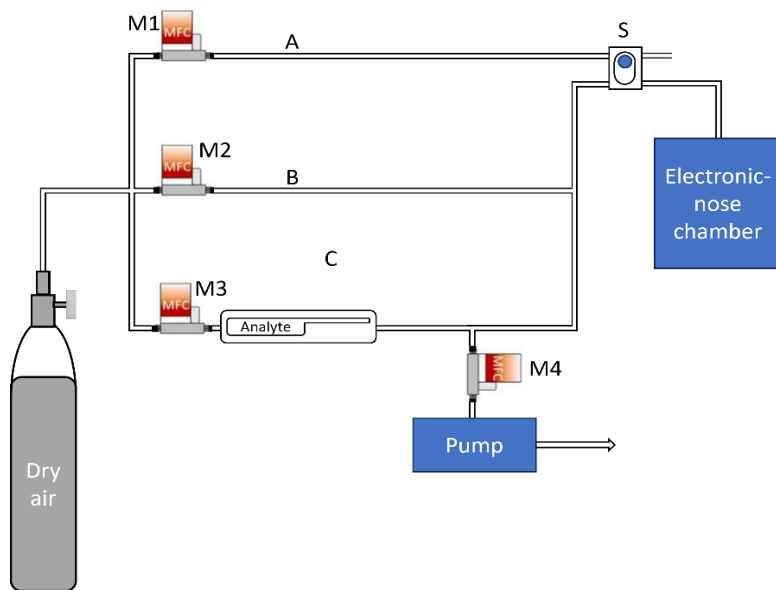 M1
MFC
A
S
M2
MFC
B
Electronic-
nose
chamber
C
M3
MFC
Analyte
MFC
M4
Pump
Dry
air